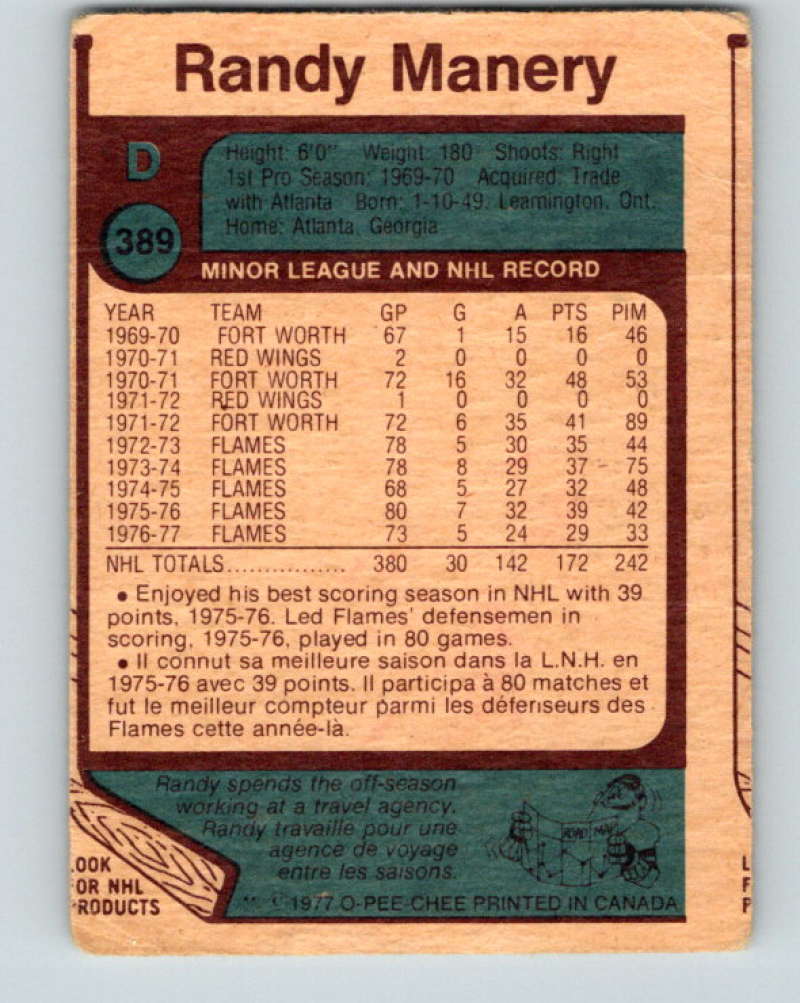 Randy Manery
D
389
Height: 6'0" Weight: 180 Shoots: Right
1st Pro Season: 1969-70 Acquired: Trade
with Atlanta Born: 1-10-49, Leamington, Ont.
Home: Atlanta, Georgia
MINOR LEAGUE AND NHL RECORD
YEAR TEAM GP G A PTS PIM
1969-70 FORT WORTH 67 1 15 16 46
1970-71 RED WINGS 2 0 0 0 0
1970-71 FORT WORTH 72 16 32 48 53
1971-72 RED WINGS 1 0 0 0 0
1971-72 FORT WORTH 72 6 35 41 89
1972-73 FLAMES 78 5 30 35 44
1973-74 FLAMES 78 8 29 37 75
1974-75 FLAMES 68 5 27 32 48
1975-76 FLAMES 80 7 32 39 42
1976-77 FLAMES 73 5 24 29 33
NHL TOTALS................ 380 30 142 172 242
• Enjoyed his best scoring season in NHL with 39
points, 1975-76. Led Flames' defensemen in
scoring, 1975-76, played in 80 games.
• Il connut sa meilleure saison dans la L.N.H. en
1975-76 avec 39 points. Il participa à 80 matches et
fut le meilleur compteur parmi les défenseurs des
Flames cette année-là.
Randy spends the off-season
working at a travel agency.
Randy travaille pour une
agence de voyage
entre les saisons.
ROAD MAP
OOK
OR NHL
RODUCTS
© 1977 O-PEE-CHEE PRINTED IN CANADA
L
F
P